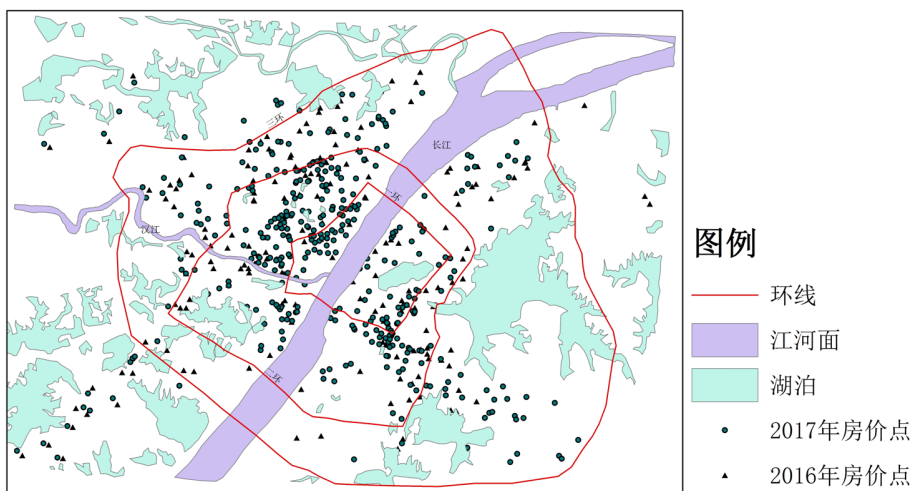 三环
长江
二环
汉江
二环
图例
环线
江河面
湖泊
2017年房价点
2016年房价点